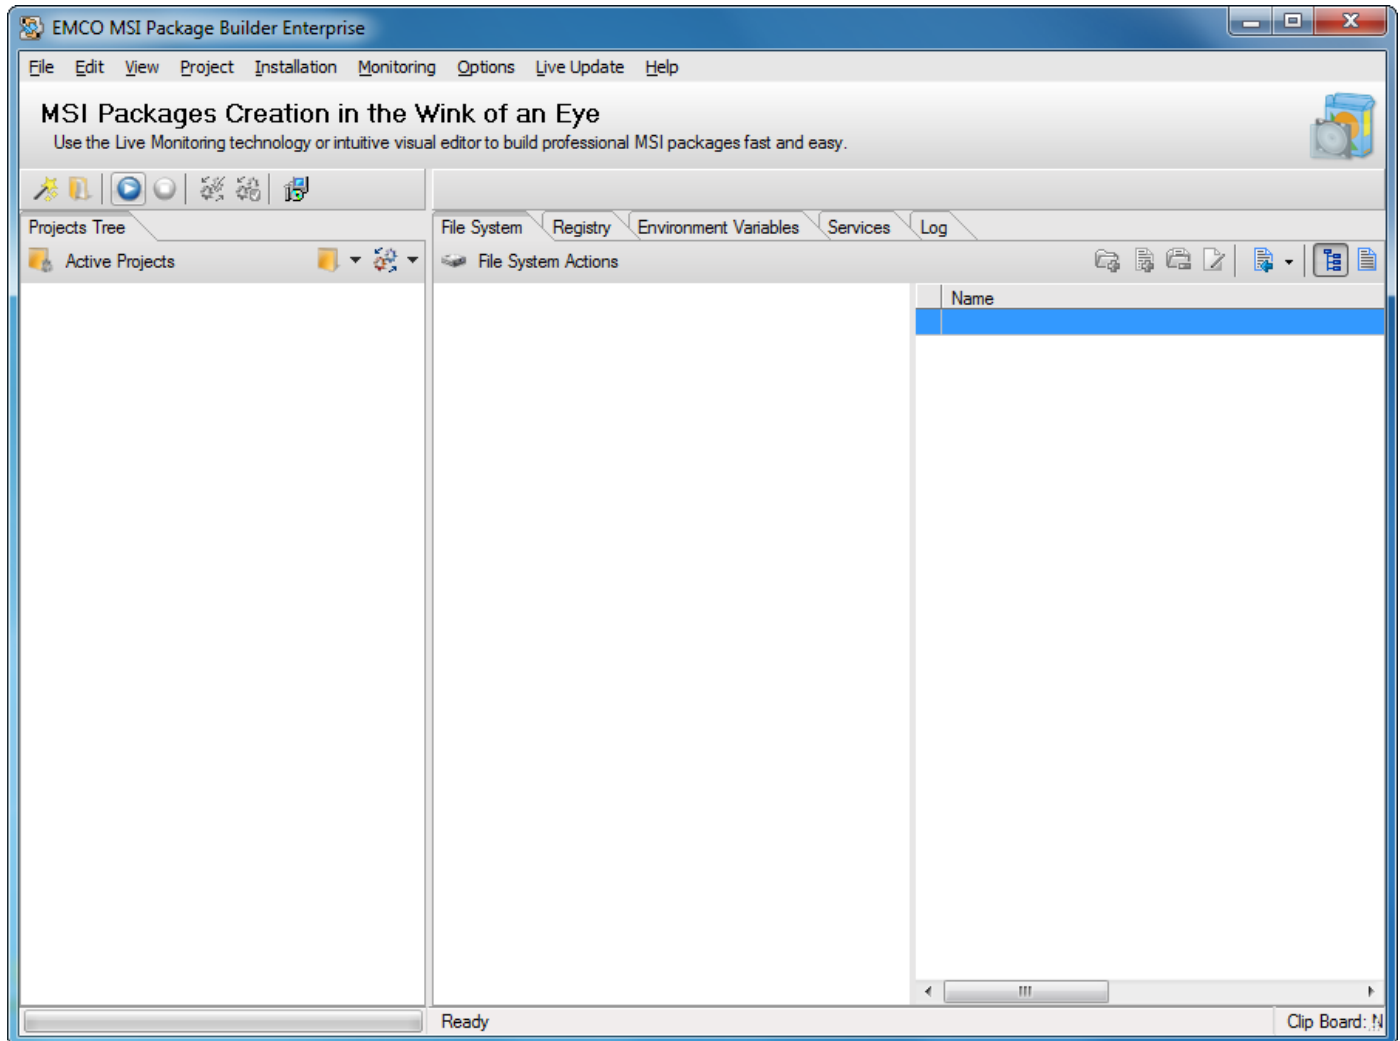 EMCO MSI Package Builder Enterprise
File Edit View Project Installation Monitoring Options Live Update Help
MSI Packages Creation in the Wink of an Eye
Use the Live Monitoring technology or intuitive visual editor to build professional MSI packages fast and easy.
Projects Tree
File System Registry Environment Variables Services Log
Active Projects
File System Actions
Name
Ready
Clip Board: N